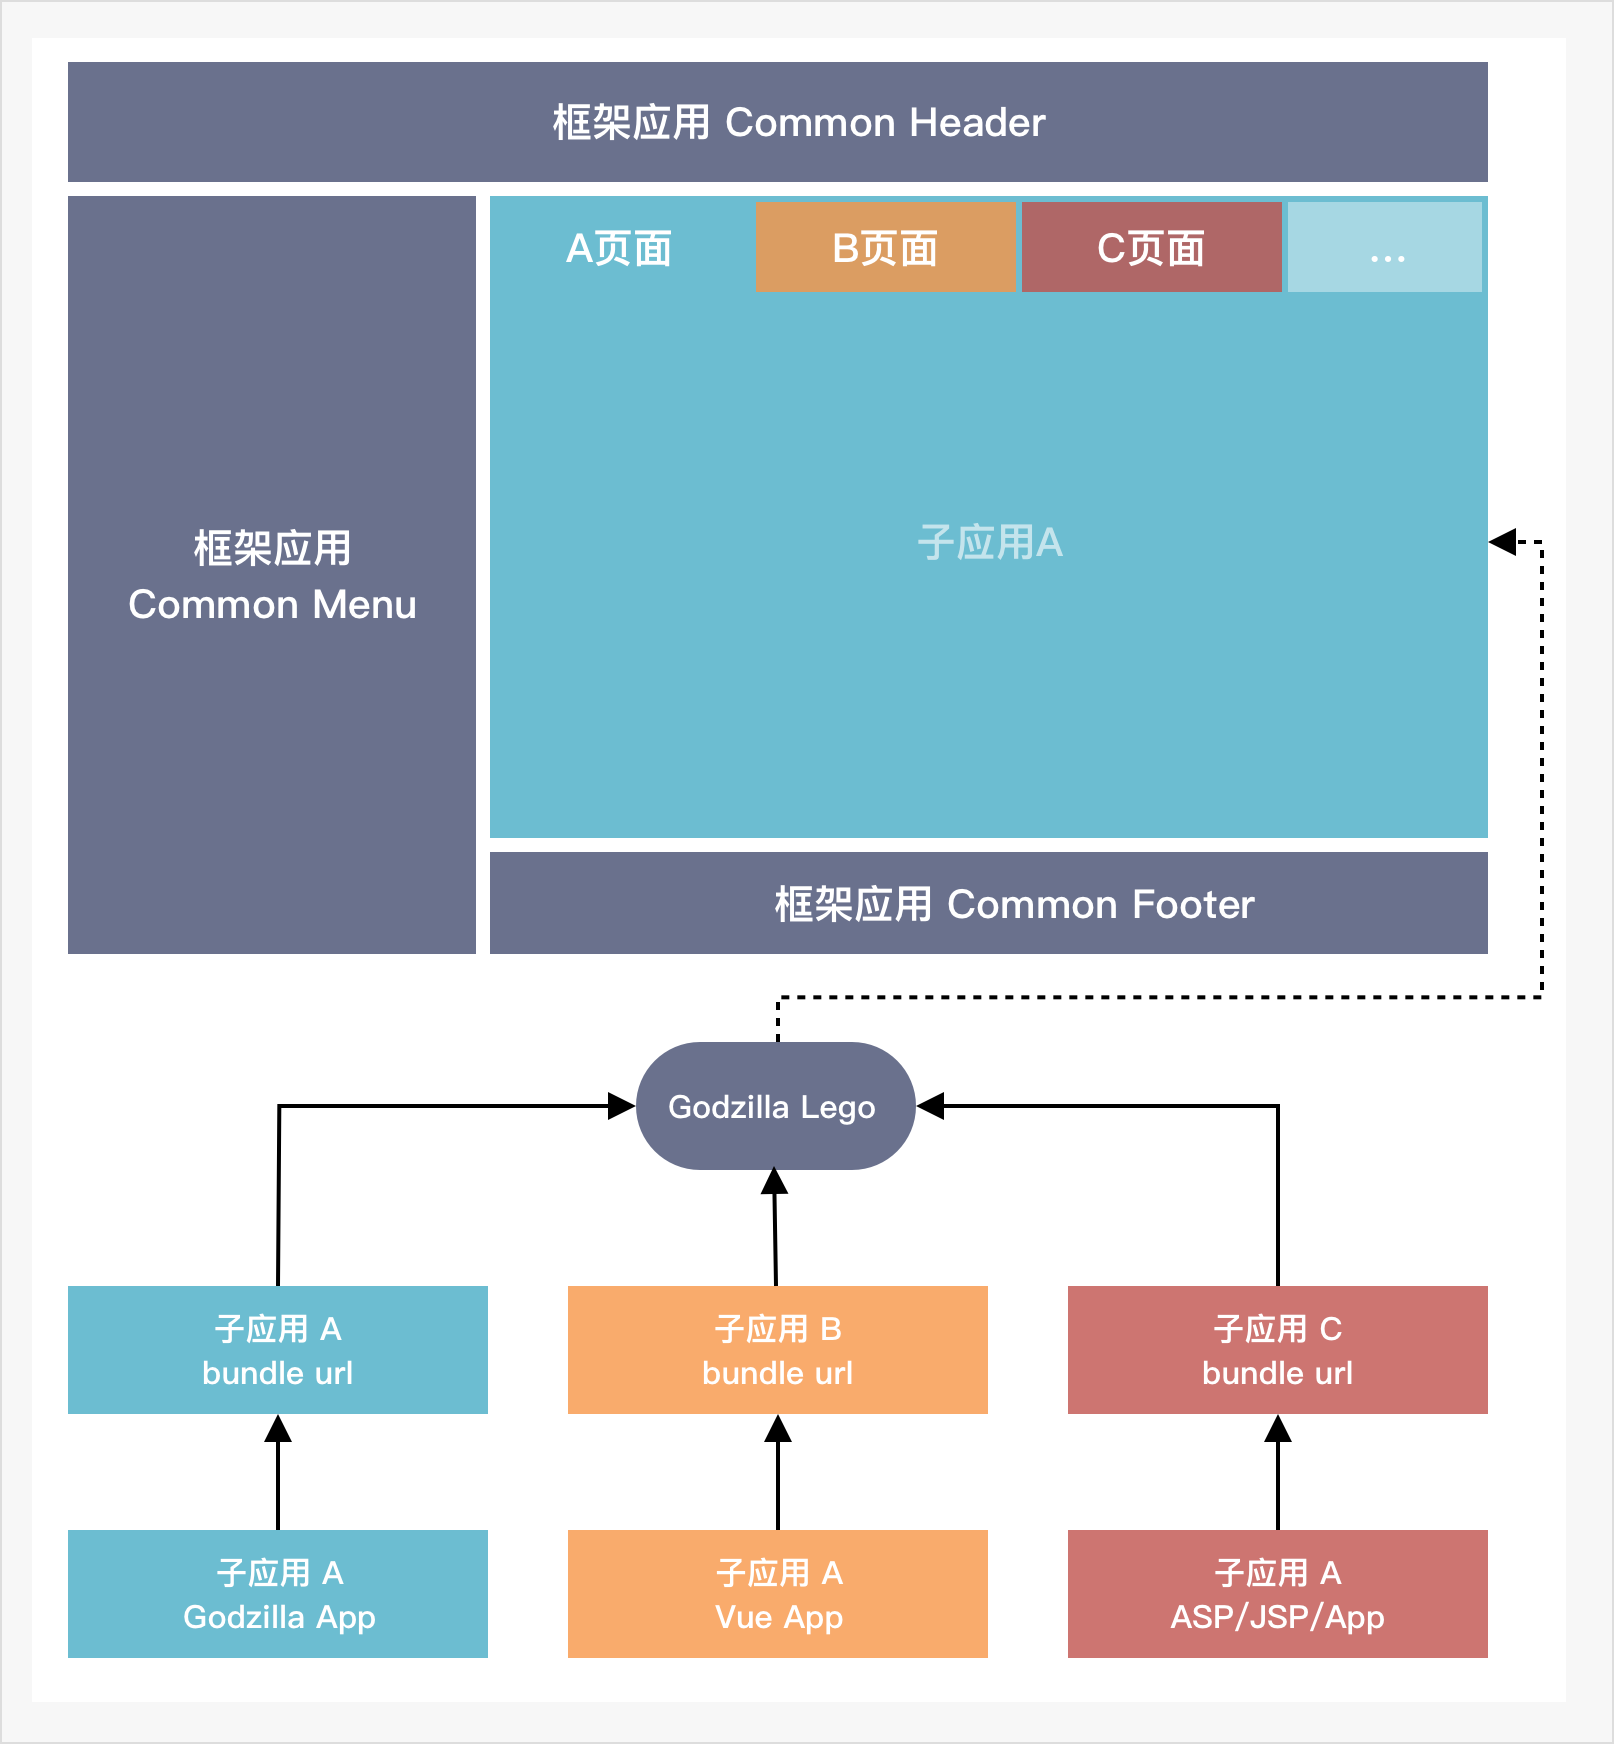 框架应用 Common Header
A页面
B页面
C页面
...
框架应用
Common Menu
子应用A
框架应用 Common Footer
Godzilla Lego
子应用 A
bundle url
子应用 B
bundle url
子应用 C
bundle url
子应用 A
Godzilla App
子应用 A
Vue App
子应用 A
ASP/JSP/App